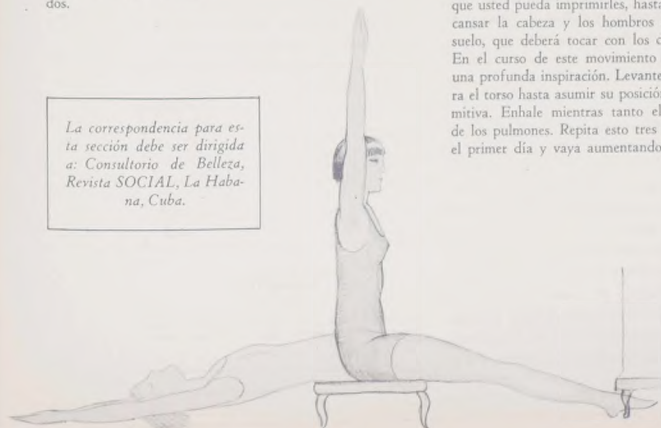 dos.
La correspondencia para es-
ta sección debe ser dirigida
a: Consultorio de Belleza,
Revista SOCIAL, La Haba-
na, Cuba.
que usted pueda imprimirles, hasta
cansar la cabeza y los hombros
suelo, que deberá tocar con los
En el curso de este movimiento
una profunda inspiración. Levante
ra el torso hasta asumir su posición
mitiva. Enhale mientras tanto el
de los pulmones. Repita esto tres
el primer día y vaya aumentando